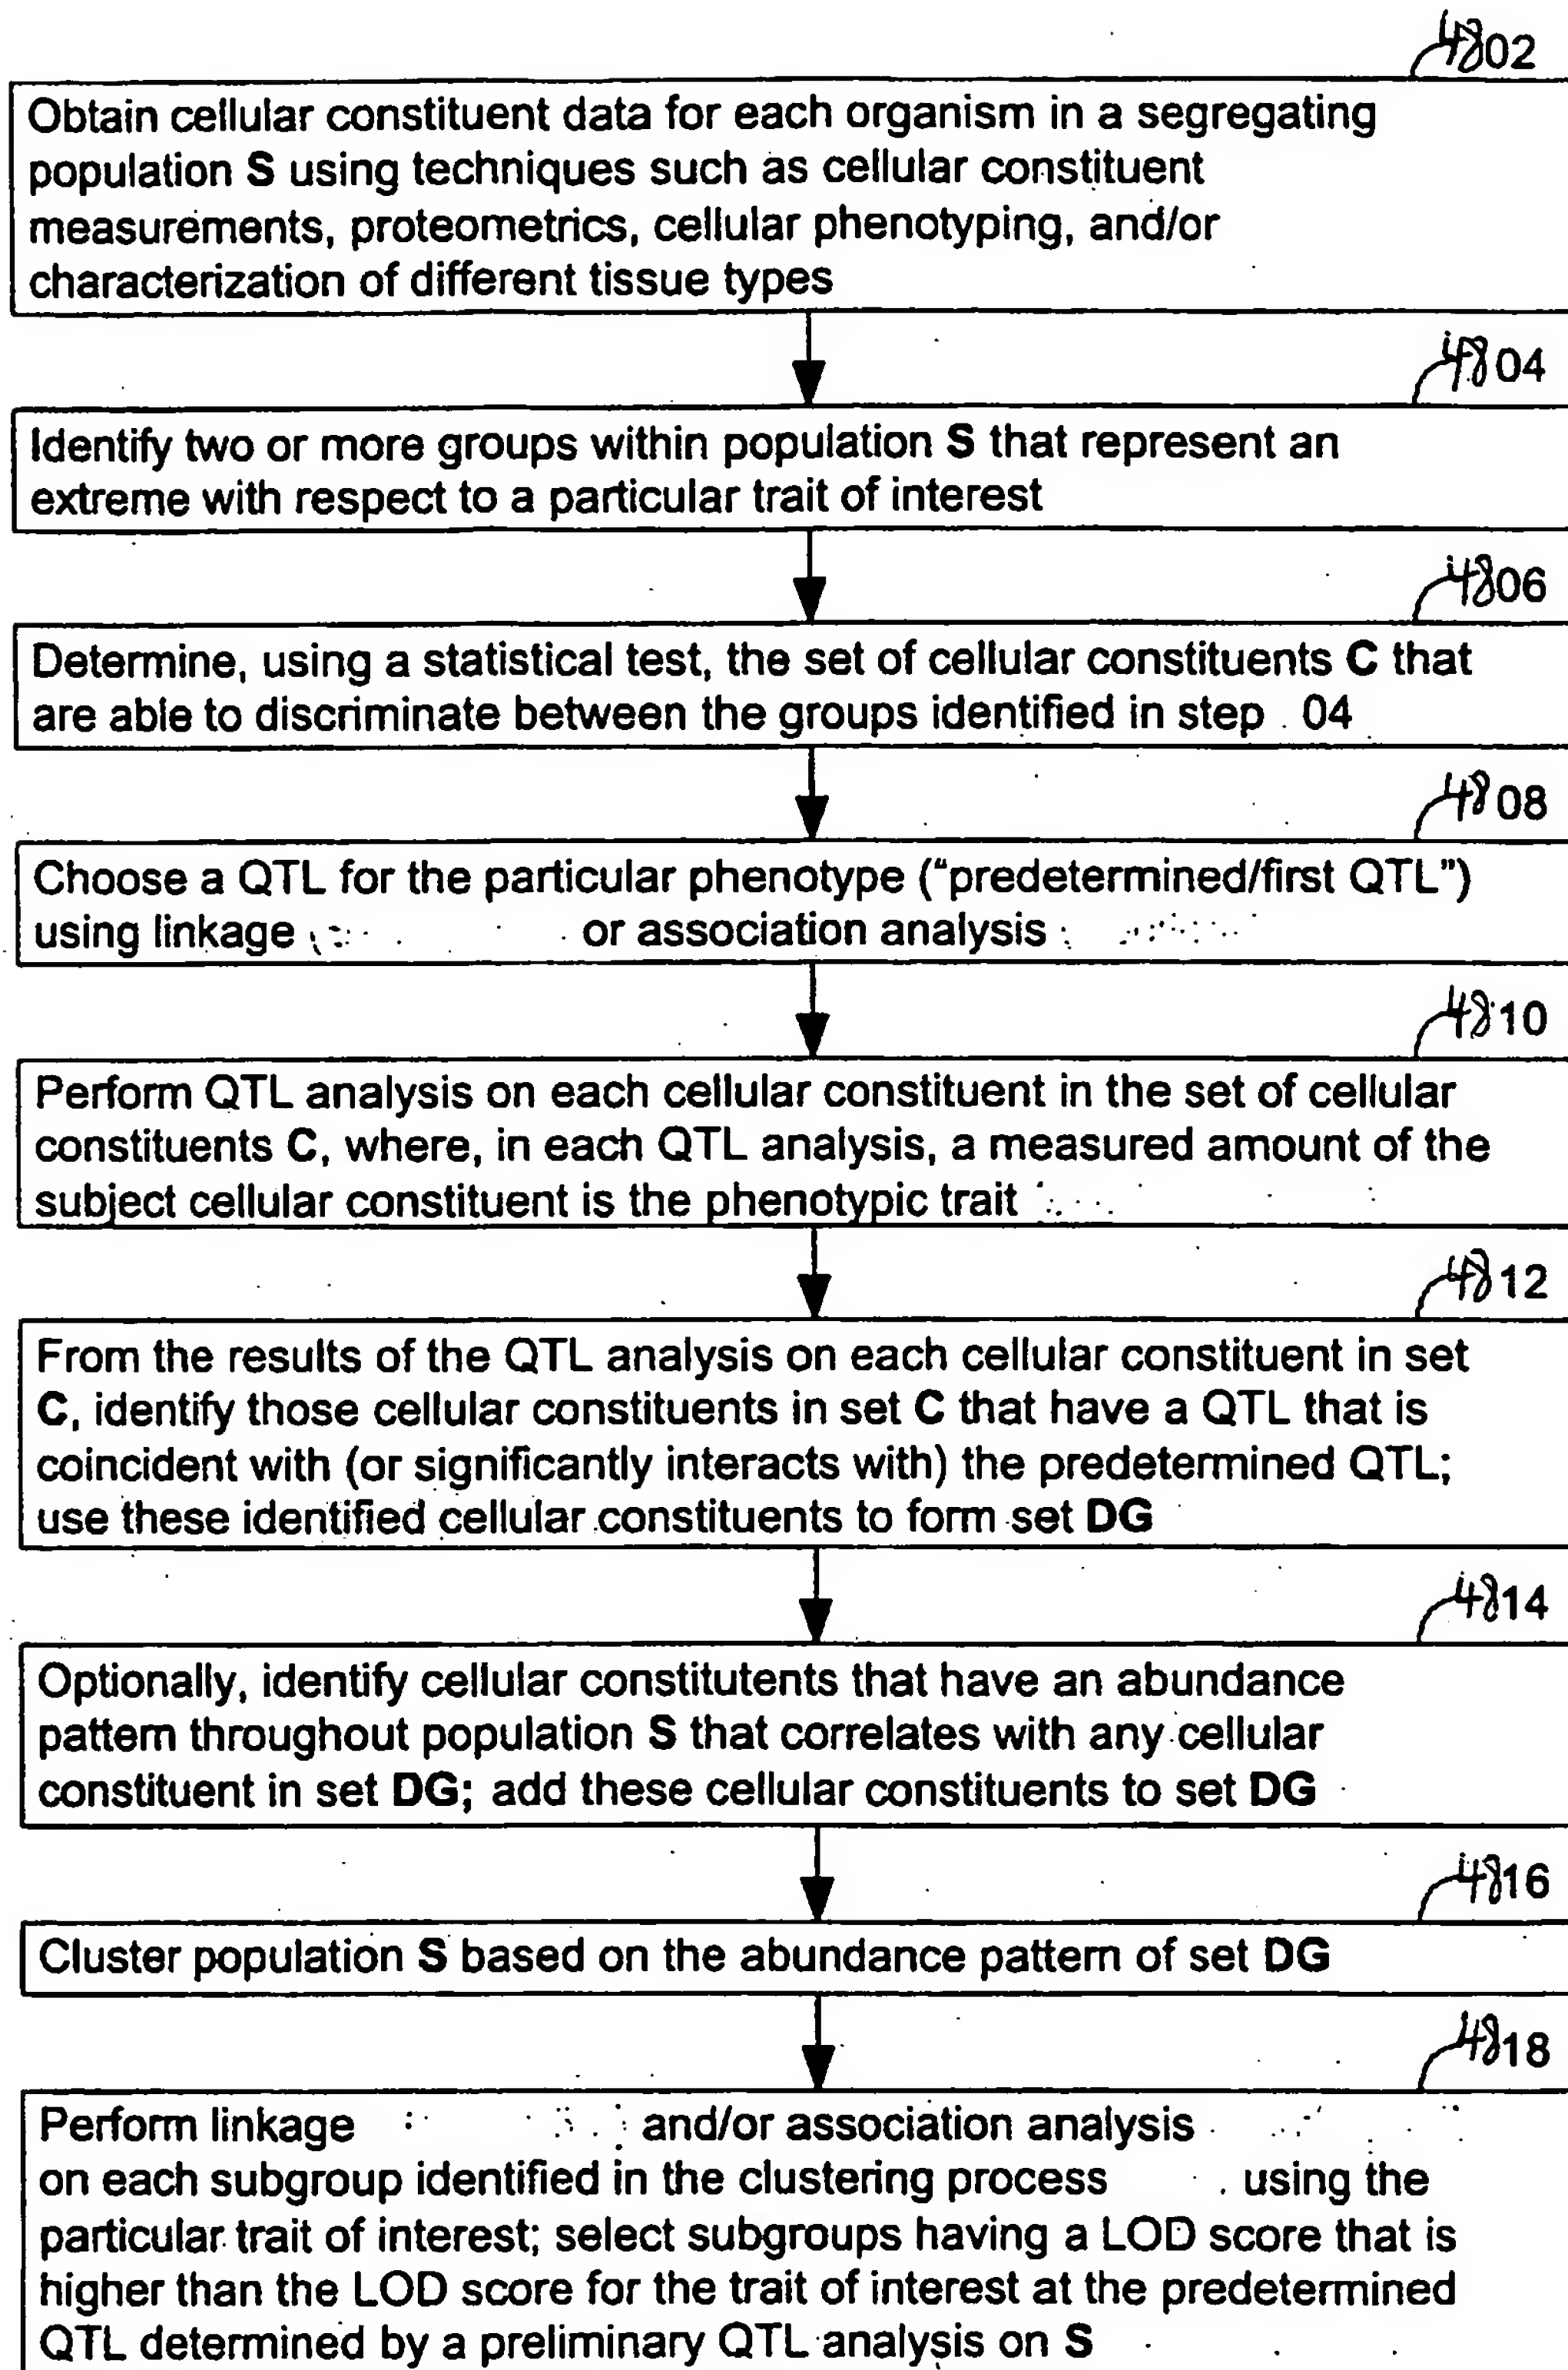 4802
Obtain cellular constituent data for each organism in a segregating
population S using techniques such as cellular constituent
measurements, proteometrics, cellular phenotyping, and/or
characterization of different tissue types
4804
Identify two or more groups within population S that represent an
extreme with respect to a particular trait of interest
4806
Determine, using a statistical test, the set of cellular constituents C that
are able to discriminate between the groups identified in step 04
4808
Choose a QTL for the particular phenotype (“predetermined/first QTL”)
using linkage or association analysis
4810
Perform QTL analysis on each cellular constituent in the set of cellular
constituents C, where, in each QTL analysis, a measured amount of the
subject cellular constituent is the phenotypic trait
4812
From the results of the QTL analysis on each cellular constituent in set
C, identify those cellular constituents in set C that have a QTL that is
coincident with (or significantly interacts with) the predetermined QTL;
use these identified cellular constituents to form set DG
4814
Optionally, identify cellular constitutents that have an abundance
pattern throughout population S that correlates with any cellular
constituent in set DG; add these cellular constituents to set DG
4816
Cluster population S based on the abundance pattern of set DG
4818
Perform linkage and/or association analysis
on each subgroup identified in the clustering process using the
particular trait of interest; select subgroups having a LOD score that is
higher than the LOD score for the trait of interest at the predetermined
QTL determined by a preliminary QTL analysis on S